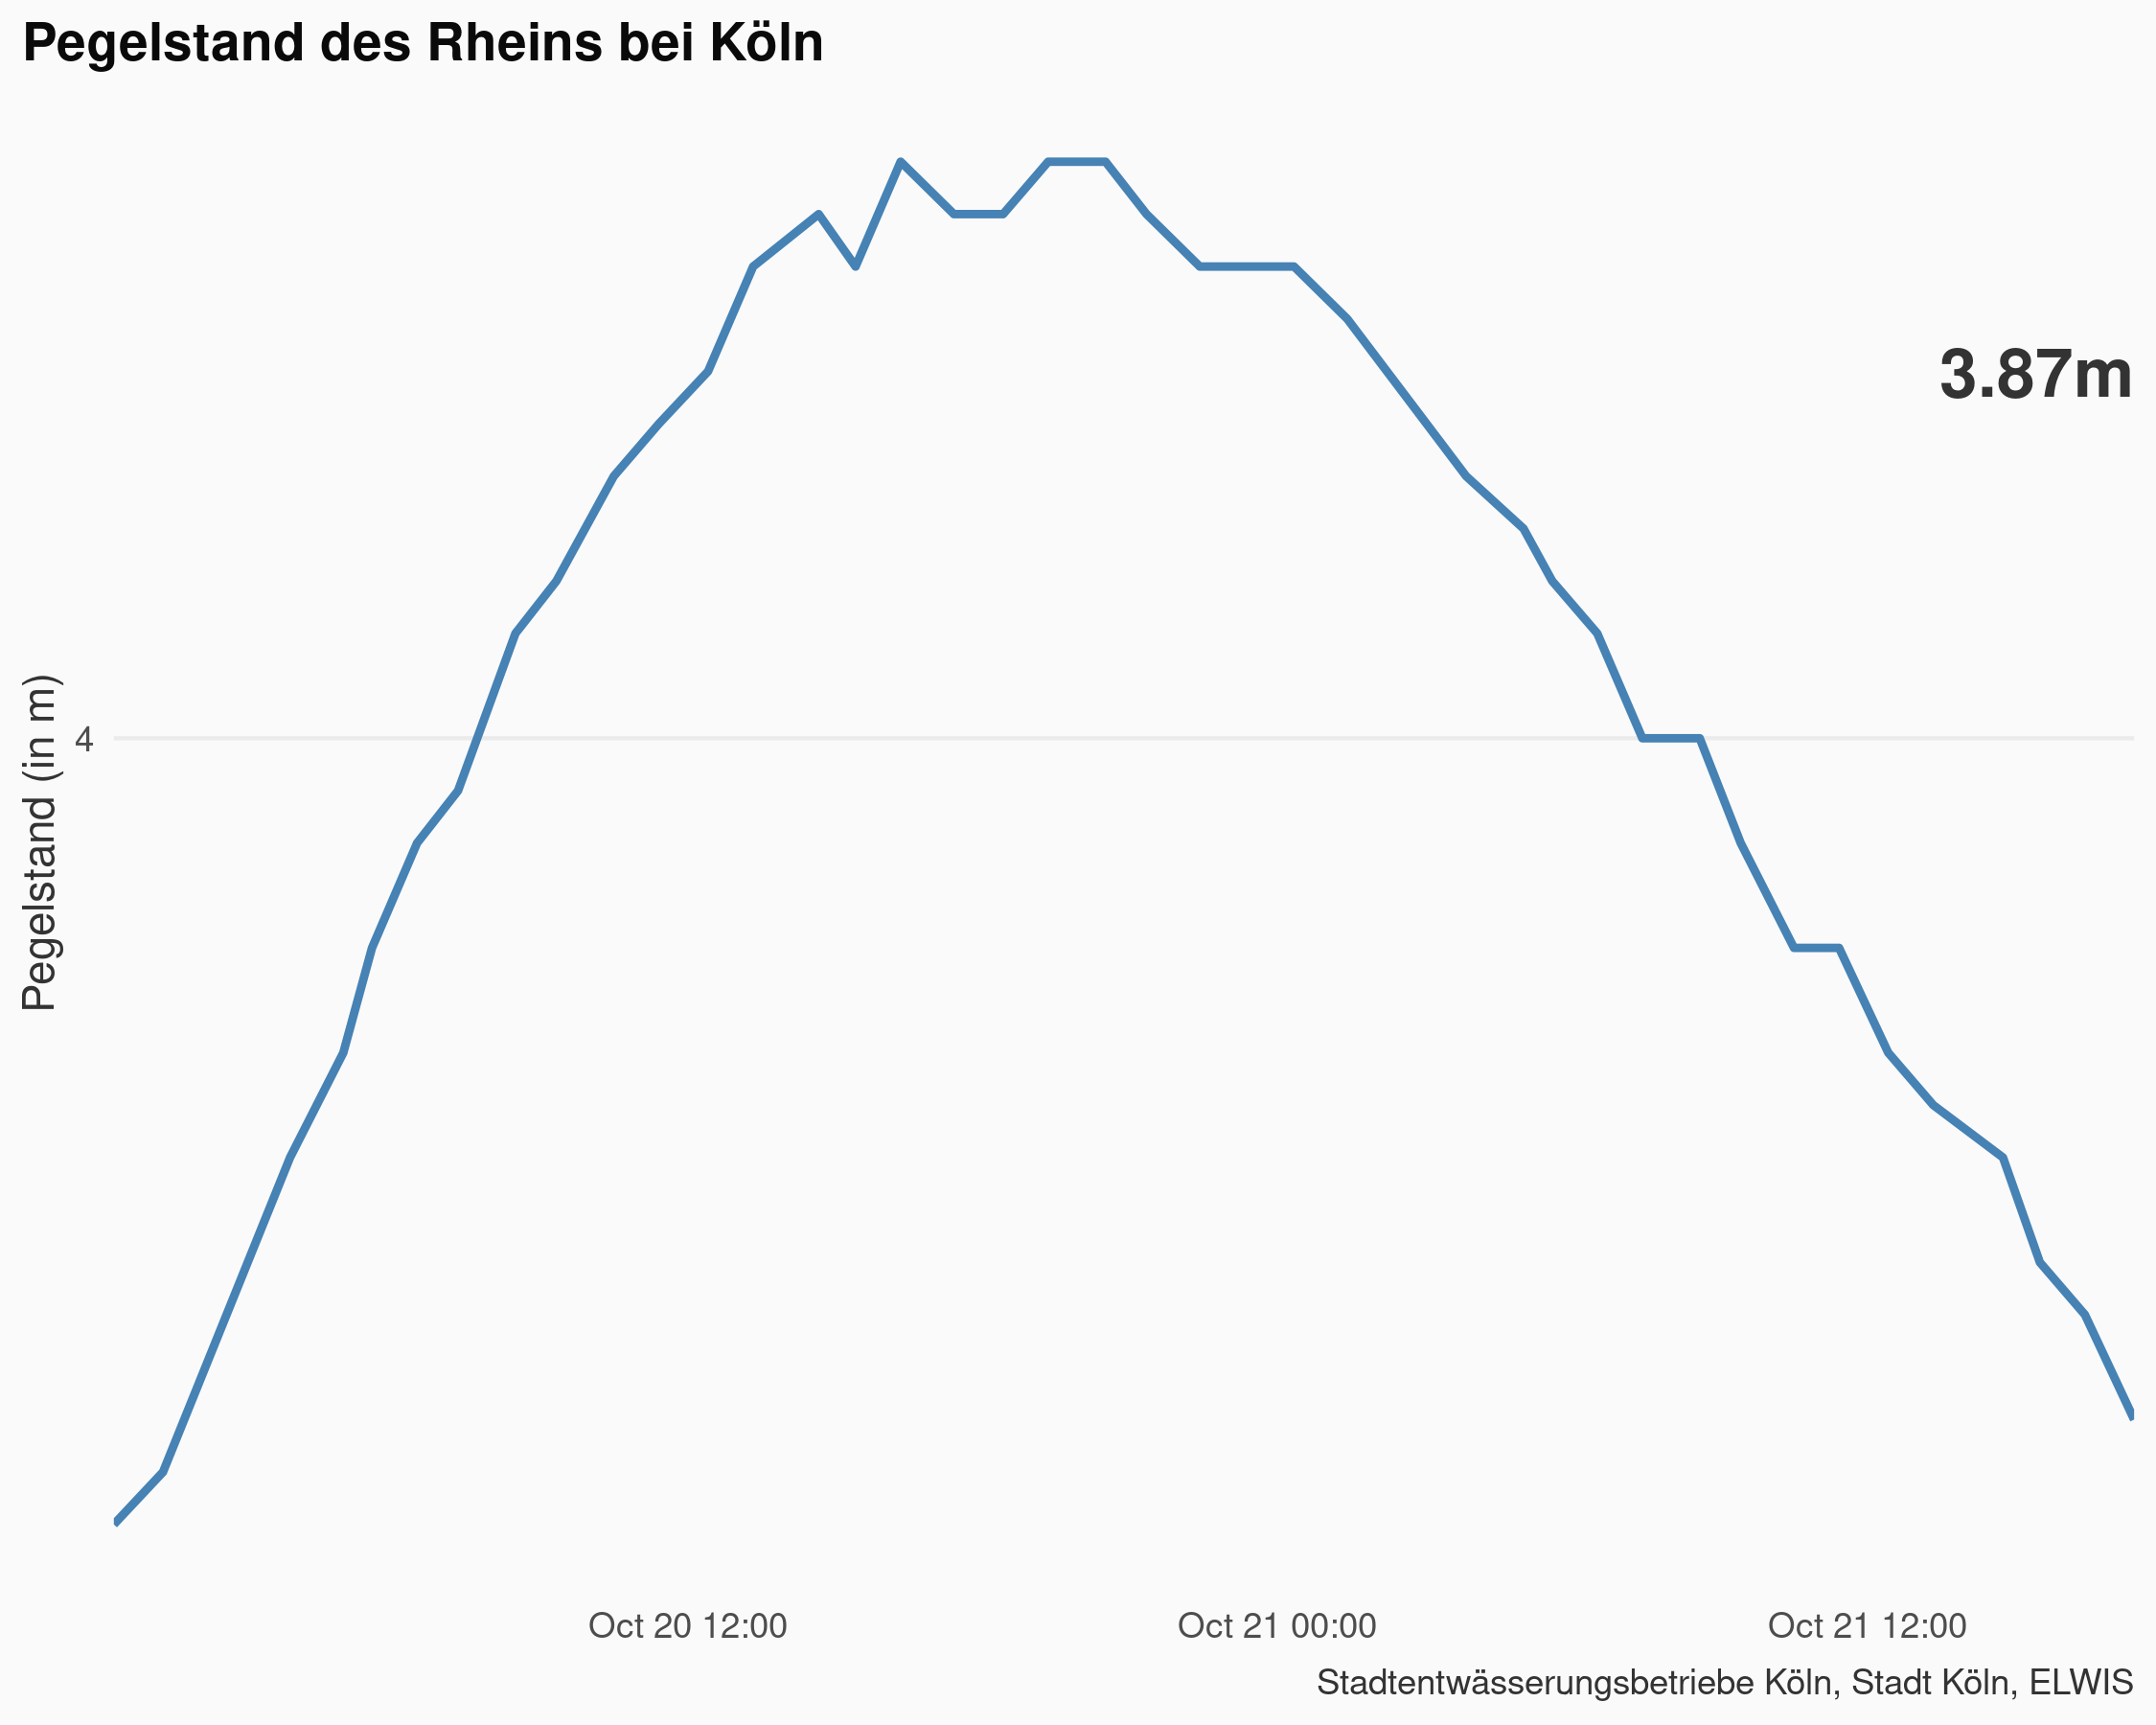 Pegelstand des Rheins bei Köln
3.87m
Pegelstand (in m)
4
Oct 20 12:00
Oct 21 00:00
Oct 21 12:00
Stadtentwässerungsbetriebe Köln, Stadt Köln, ELWIS